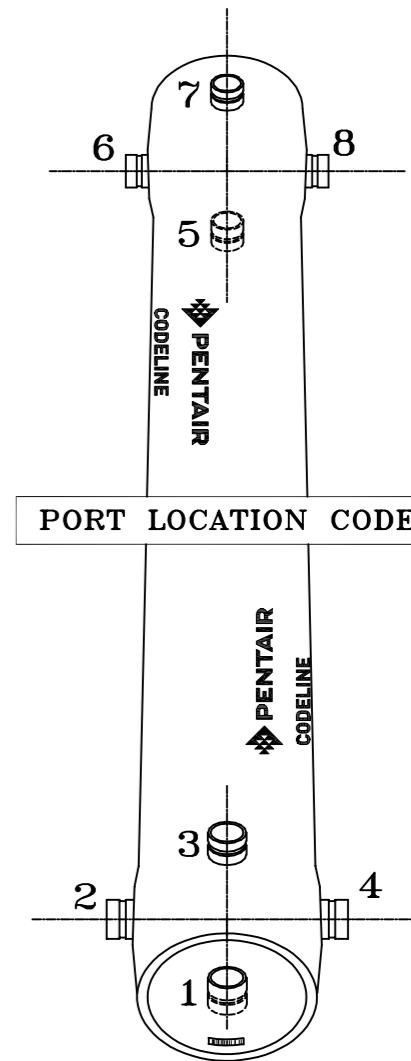 7
6
8
5
CODELINE
PENTAIR
PORT LOCATION CODE
PENTAIR
CODELINE
3
2
4
1